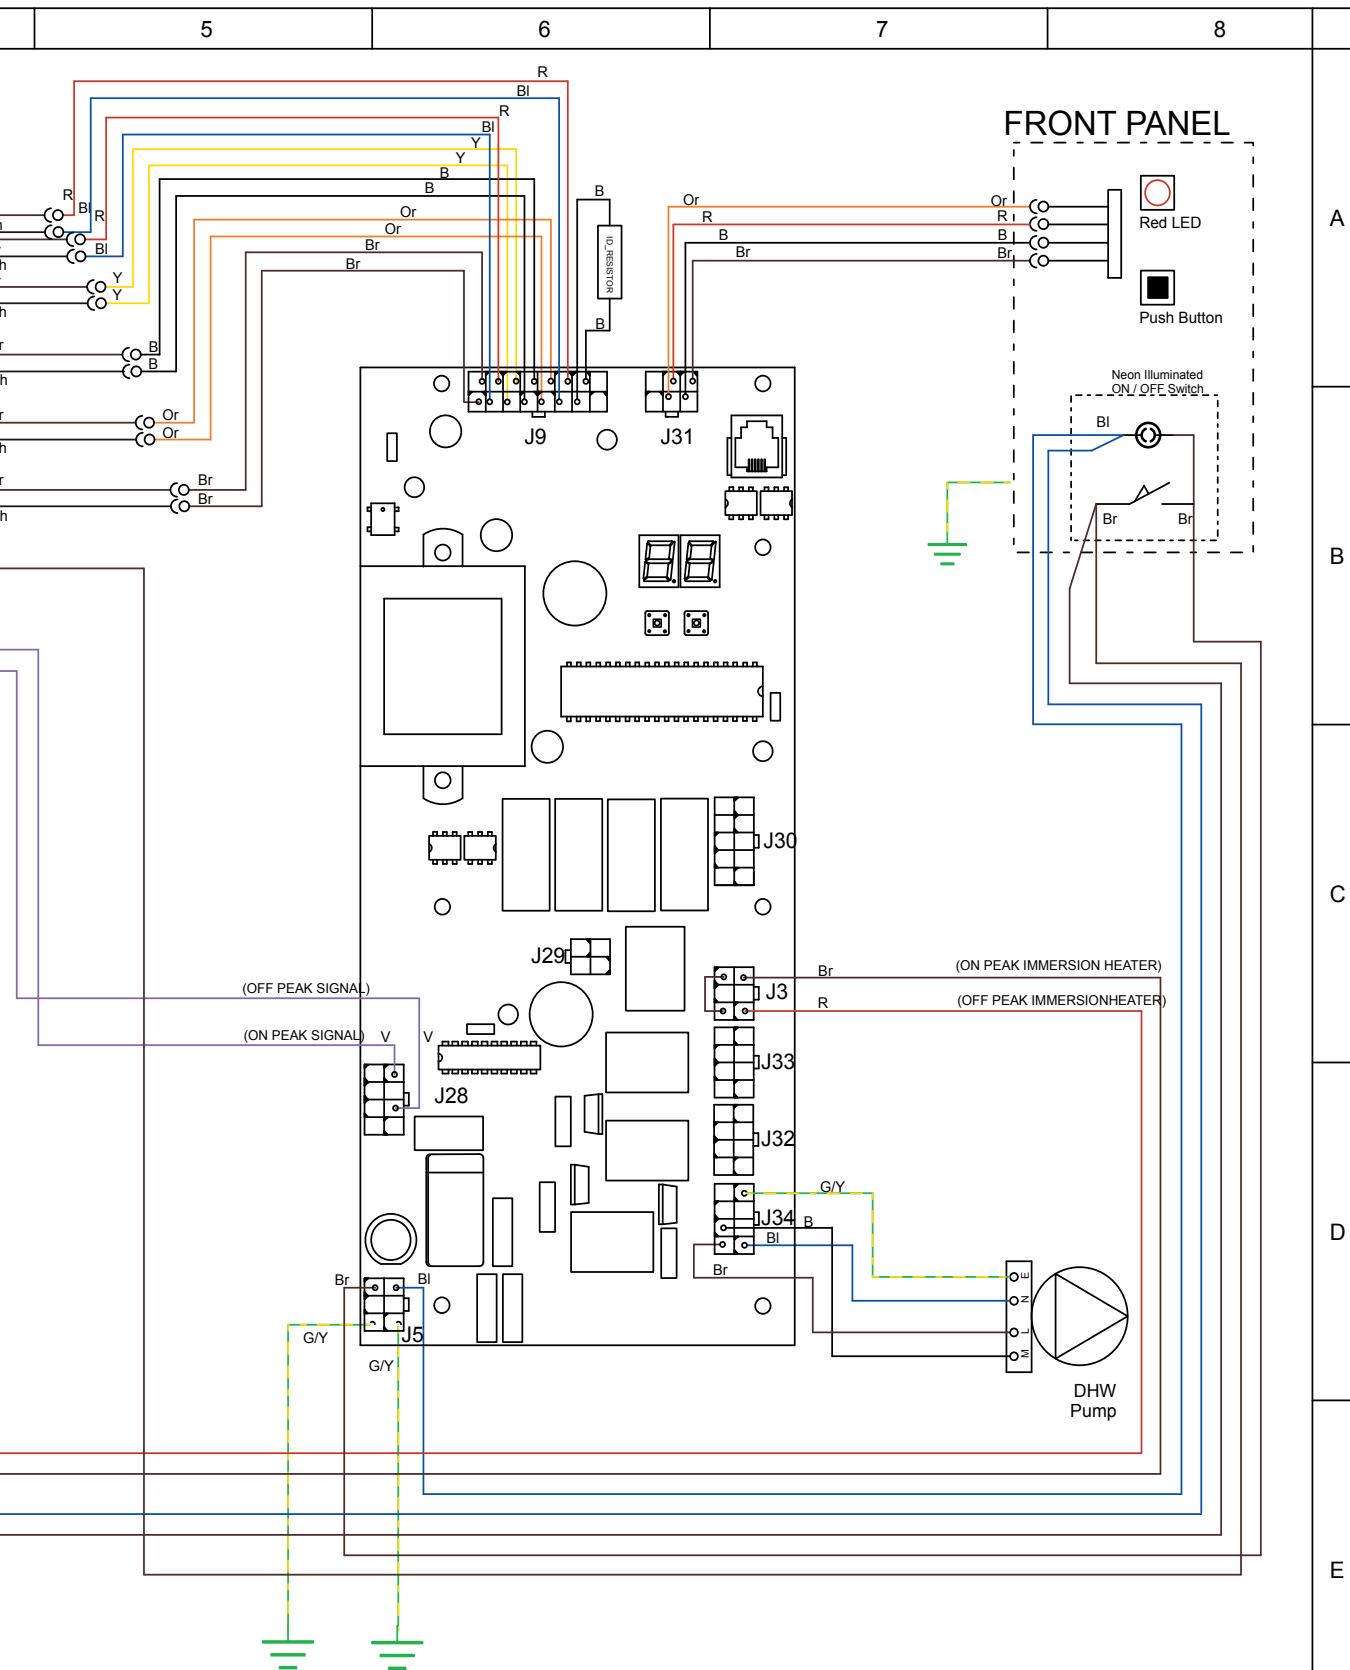 5
6
7
8
R
Bl
R
Bl
Y
Y
B
B
FRONT PANEL
R
Bl
R
B
Or
Or
Red LED
A
Or
R
R
Bl
Or
B
B
h
Br
Br
Br
ID_RESISTOR
h
Br
Y
Y
h
Push Button
B
r
B
B
h
Neon Illuminated
ON / OFF Switch
r
Or
Bl
Or
J9
J31
h
r
Br
Br
h
Br
Br
B
J30
C
J29
(ON PEAK IMMERSION HEATER)
Br
(OFF PEAK SIGNAL)
J3
R
(OFF PEAK IMMERSIONHEATER)
(ON PEAK SIGNAL)
V
V
J33
J28
J32
G/Y
J34
B
Bl
D
Br
Br
Bl
E
N
L
M
G/Y
J5
G/Y
DHW
Pump
E